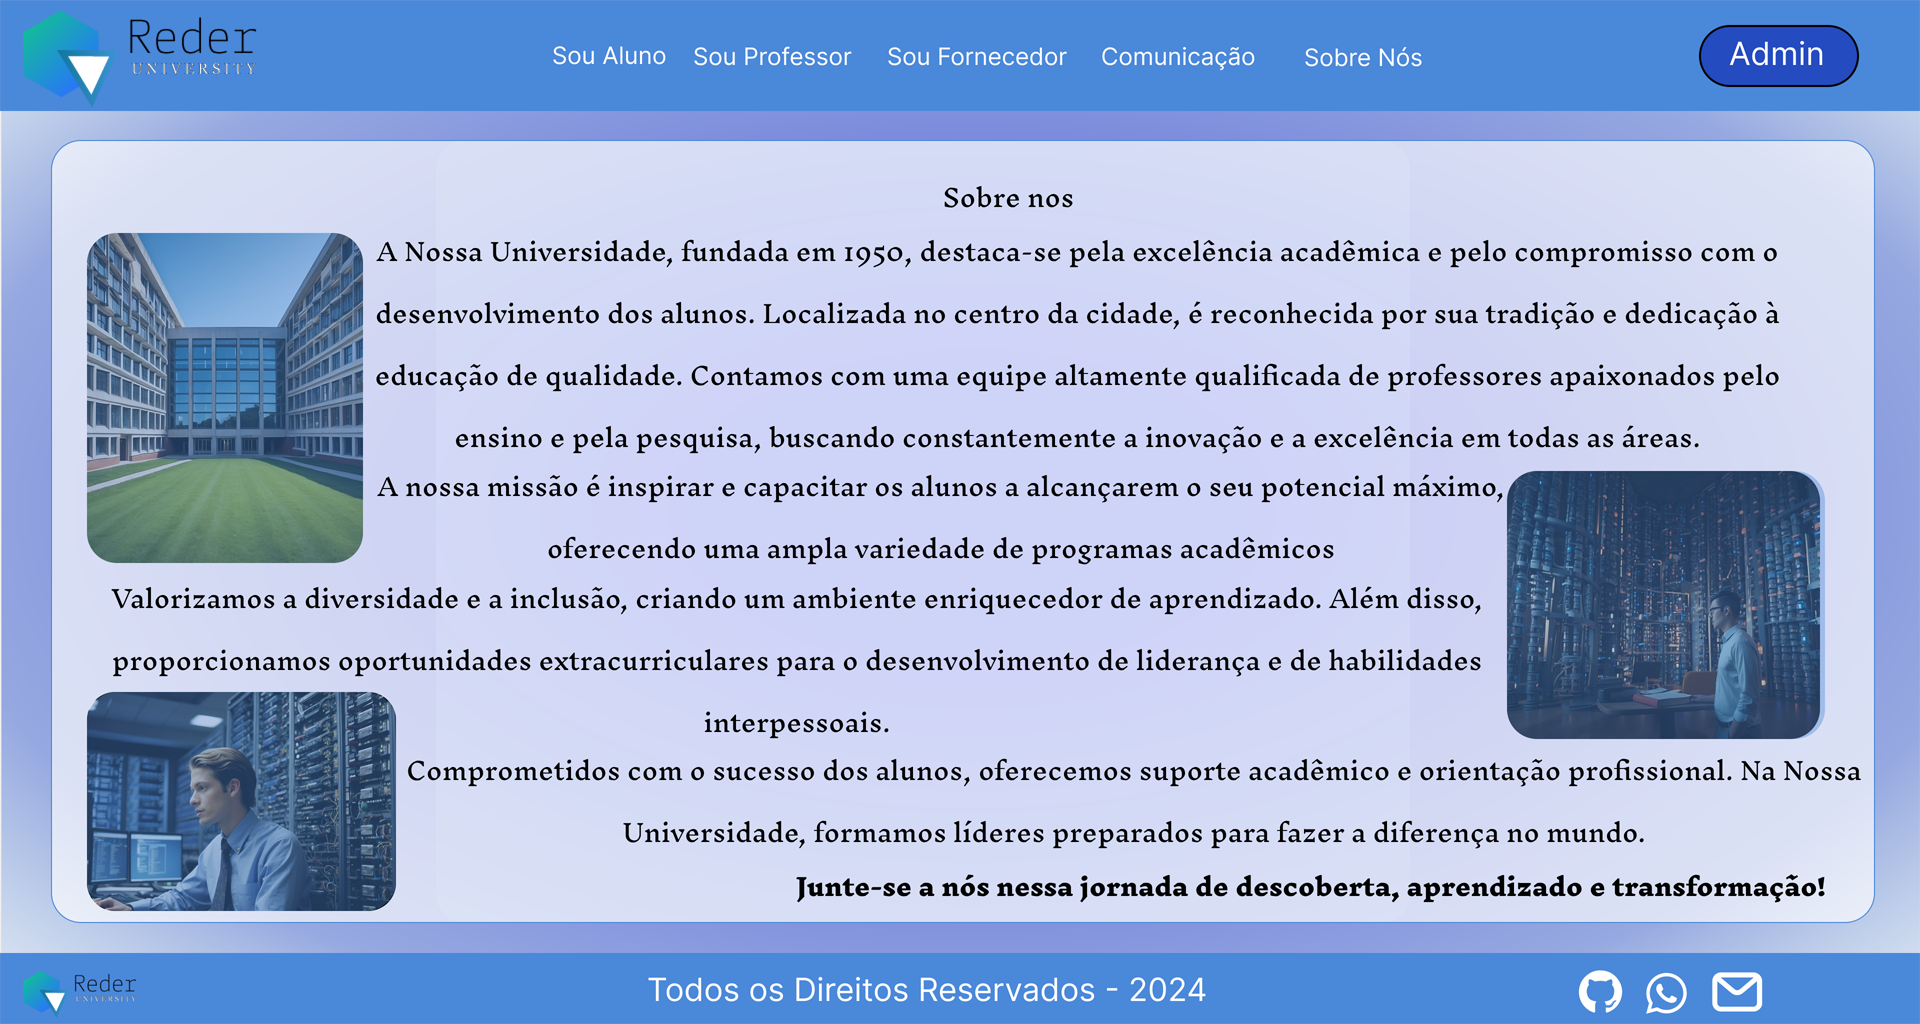 Reder
UNIVERSITY
Sou Aluno
Sou Professor
Sou Fornecedor
Comunicação
Sobre Nós
Admin
Sobre nos
A Nossa Universidade, fundada em 1950, destaca-se pela excelência acadêmica e pelo compromisso com o
desenvolvimento dos alunos. Localizada no centro da cidade, é reconhecida por sua tradição e dedicação à
educação de qualidade. Contamos com uma equipe altamente qualificada de professores apaixonados pelo
ensino e pela pesquisa, buscando constantemente a inovação e a excelência em todas as áreas.
A nossa missão é inspirar e capacitar os alunos a alcançarem o seu potencial máximo,
oferecendo uma ampla variedade de programas acadêmicos
Valorizamos a diversidade e a inclusão, criando um ambiente enriquecedor de aprendizado. Além disso,
proporcionamos oportunidades extracurriculares para o desenvolvimento de liderança e de habilidades
interpessoais.
Comprometidos com o sucesso dos alunos, oferecemos suporte acadêmico e orientação profissional. Na Nossa
Universidade, formamos líderes preparados para fazer a diferença no mundo.
Junte-se a nós nessa jornada de descoberta, aprendizado e transformação!
Reder
UNIVERSITY
Todos os Direitos Reservados - 2024